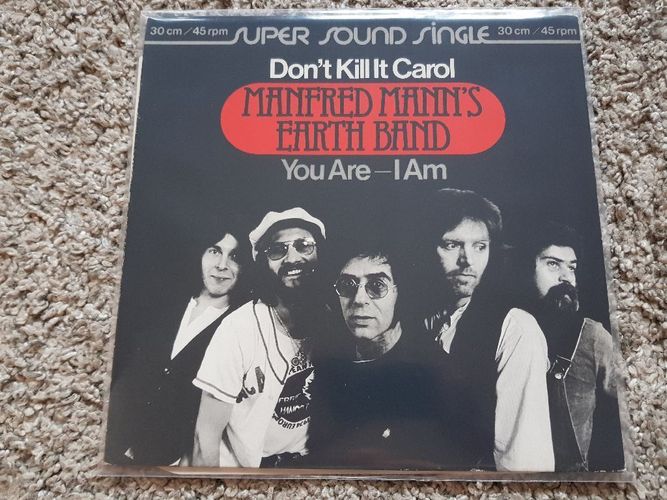 30 cm / 45 rpm SUPER SOUND SINGLE 30 cm / 45 rpm
Don't Kill It Carol
MANFRED MANN'S
EARTH BAND
You Are – I Am